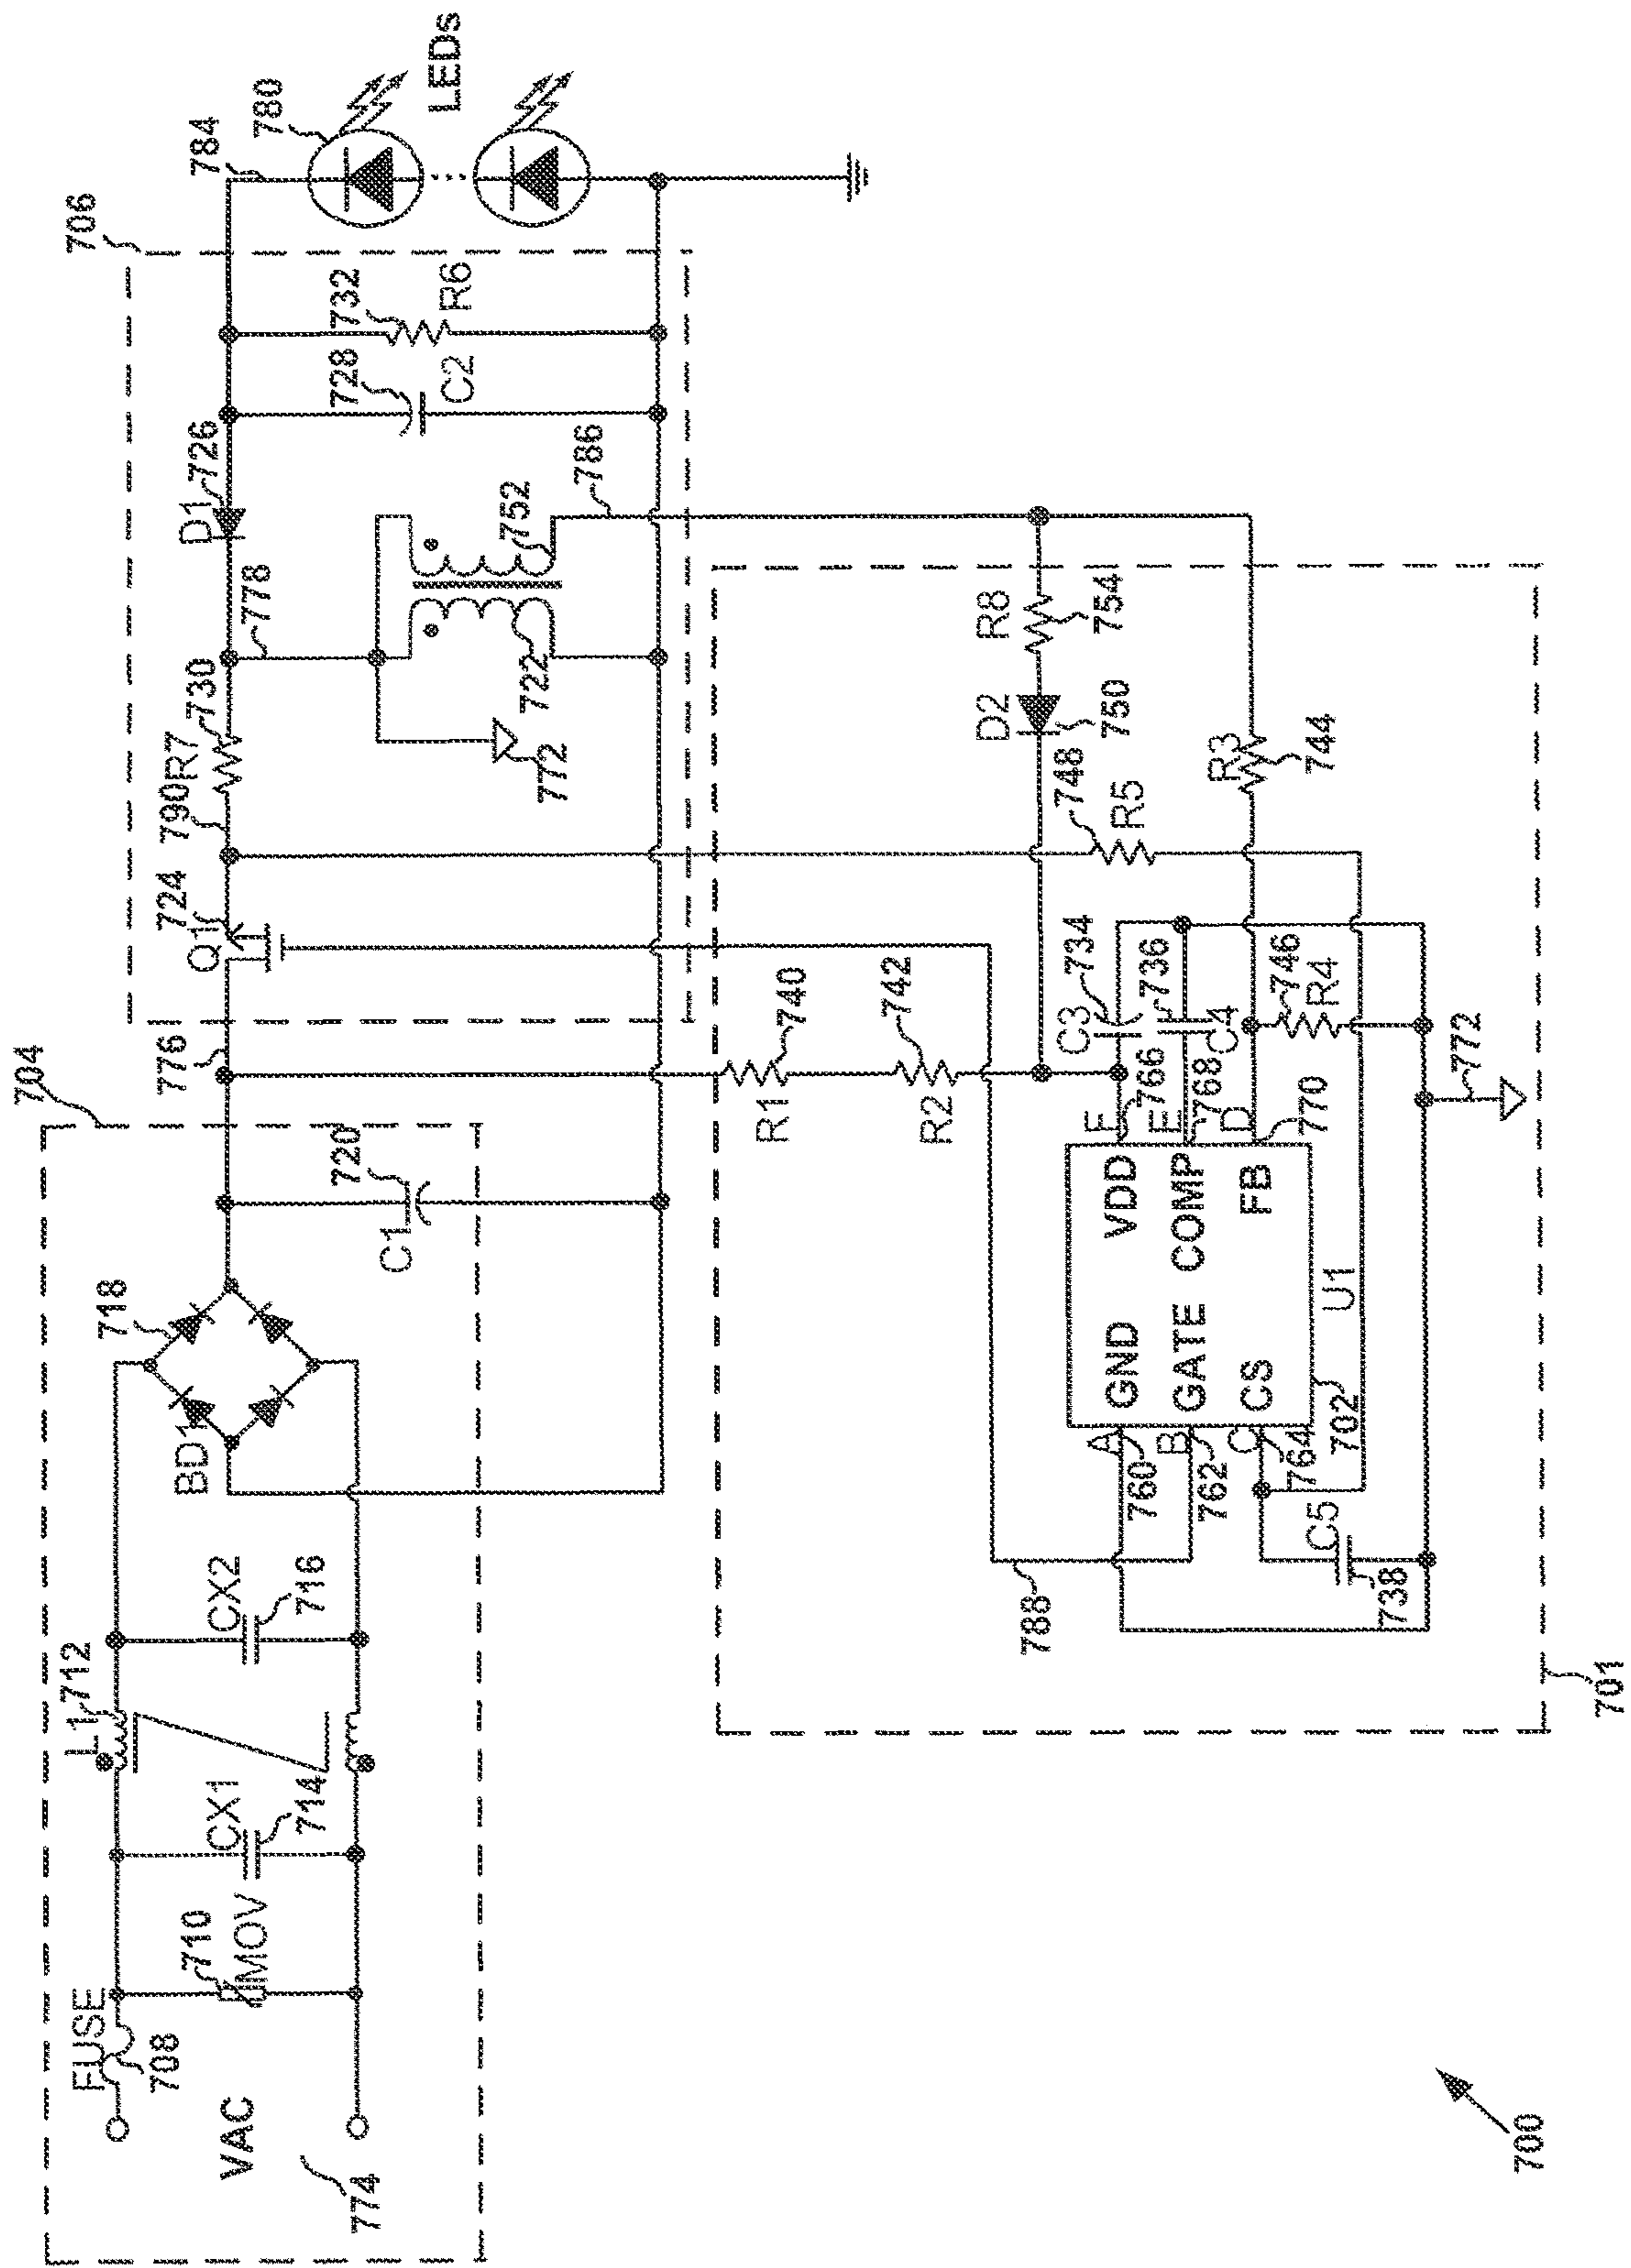 704
FUSE
708
VAC
774
710
MOV
CX1
714
L1
712
CX2
716
BD1
718
C1
720
776
706
Q1
724
790
R7
730
778
D1
726
772
722
752
786
728
C2
732
R6
784
780
LEDs
R1
740
R2
742
D2
750
R8
754
748
R5
R3
744
C3
734
736
C4
746
R4
772
F
766
E
768
D
770
GND VDD
GATE COMP
CS FB
U1
702
A
760
B
762
C
764
C5
738
788
701
700